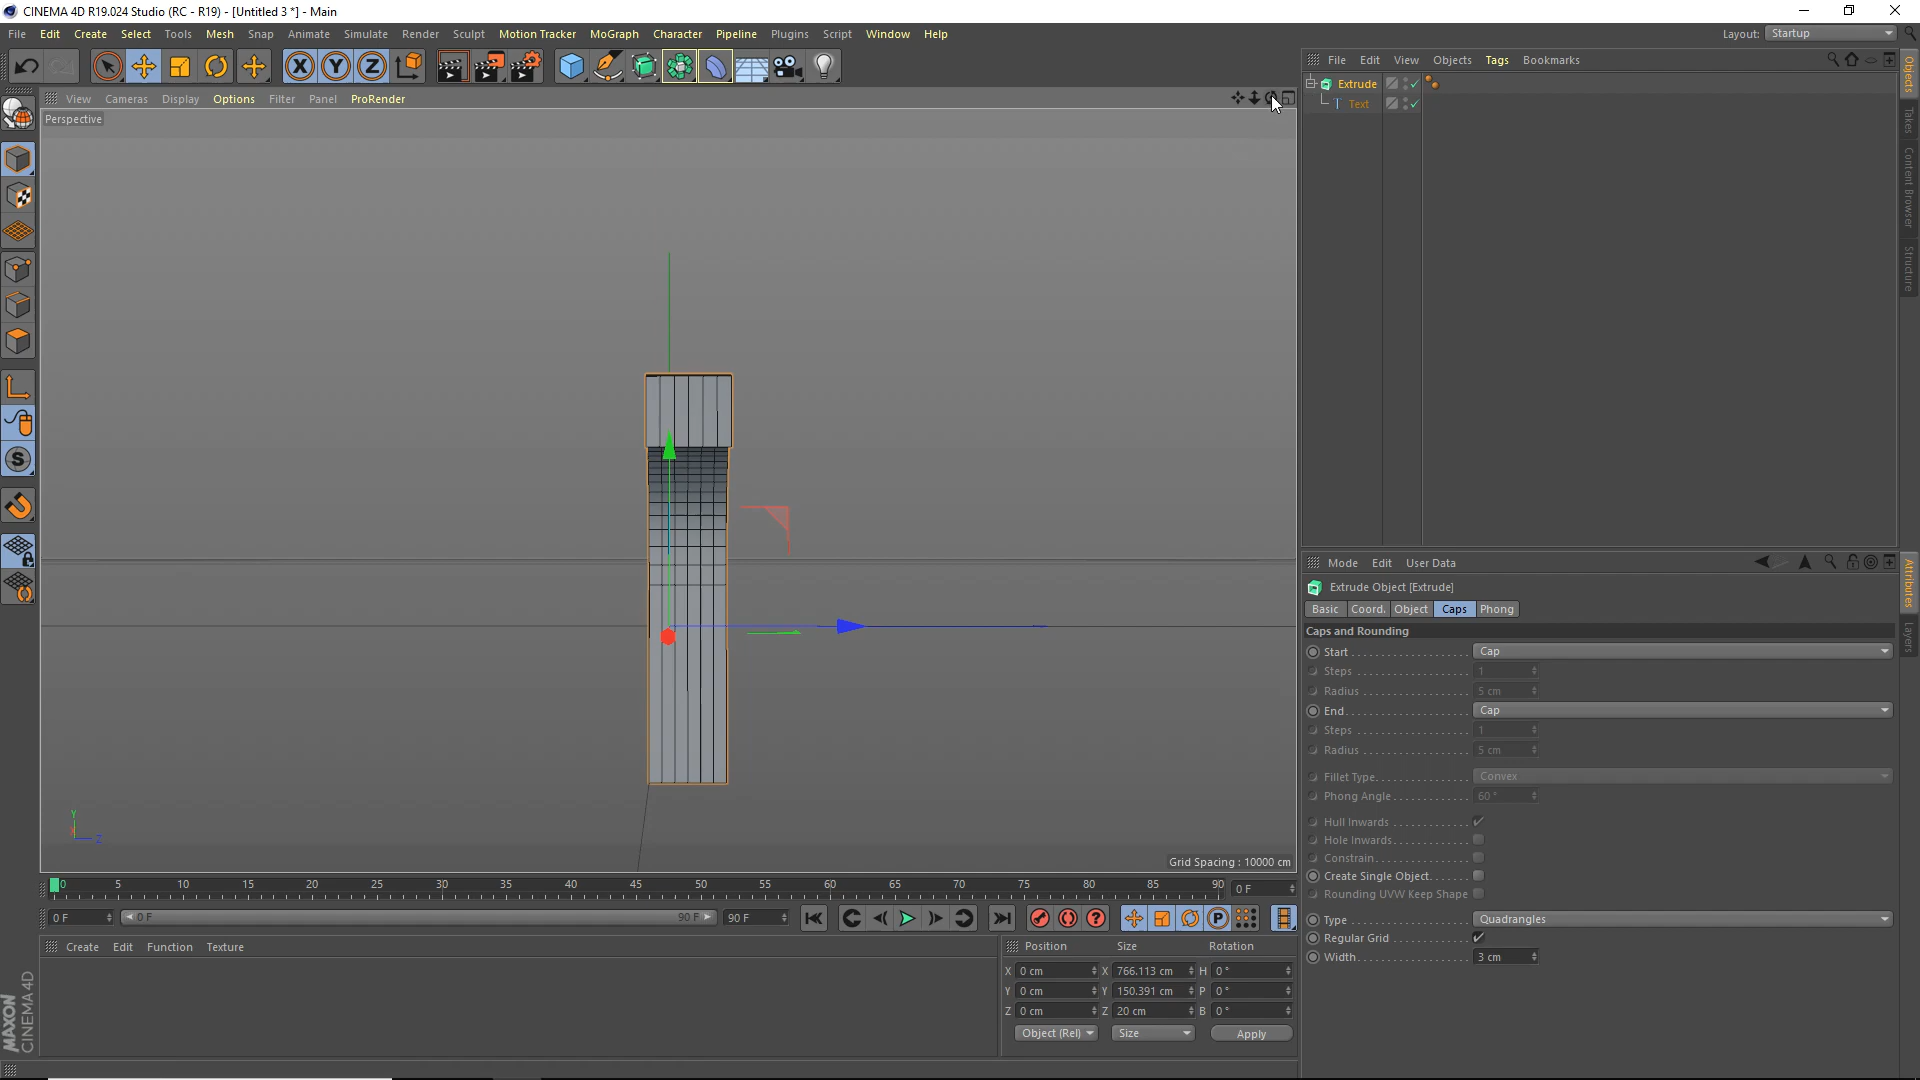 CINEMA 4D R19.024 Studio (RC - R19) - [Untitled 3 *] - Main
File Edit Create Select Tools Mesh Snap Animate Simulate Render Sculpt Motion Tracker MoGraph Character Pipeline Plugins Script Window Help
Layout: Startup
View Cameras Display Options Filter Panel ProRender
Perspective
File Edit View Objects Tags Bookmarks
Extrude
Text
Objects
Takes
Content Browser
Structure
Y
Z
Grid Spacing : 10000 cm
Mode Edit User Data
Extrude Object [Extrude]
Basic Coord. Object Caps Phong
Caps and Rounding
Start Cap
Steps 1
Radius 5 cm
End Cap
Steps 1
Radius 5 cm
Fillet Type Convex
Phong Angle 60 °
Hull Inwards
Hole Inwards
Constrain
Create Single Object
Rounding UVW Keep Shape
Type Quadrangles
Regular Grid
Width 3 cm
Attributes
Layers
0 5 10 15 20 25 30 35 40 45 50 55 60 65 70 75 80 85 90 0 F
0 F 0 F 90 F 90 F
Create Edit Function Texture
Position Size Rotation
X 0 cm X 766.113 cm H 0 °
Y 0 cm Y 150.391 cm P 0 °
Z 0 cm Z 20 cm B 0 °
Object (Rel) Size Apply
MAXON
CINEMA 4D